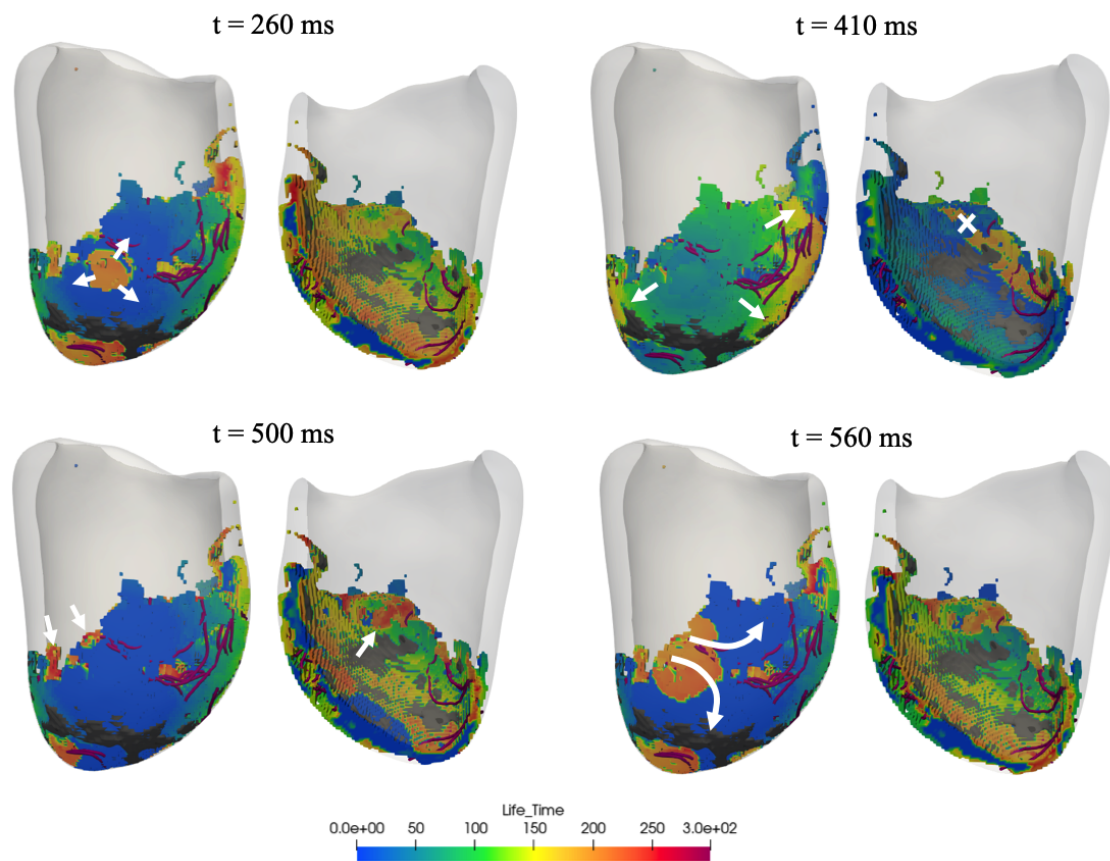 t = 260 ms
t = 410 ms
t = 500 ms
t = 560 ms
Life_Time
0.0e+00 50 100 150 200 250 3.0e+02